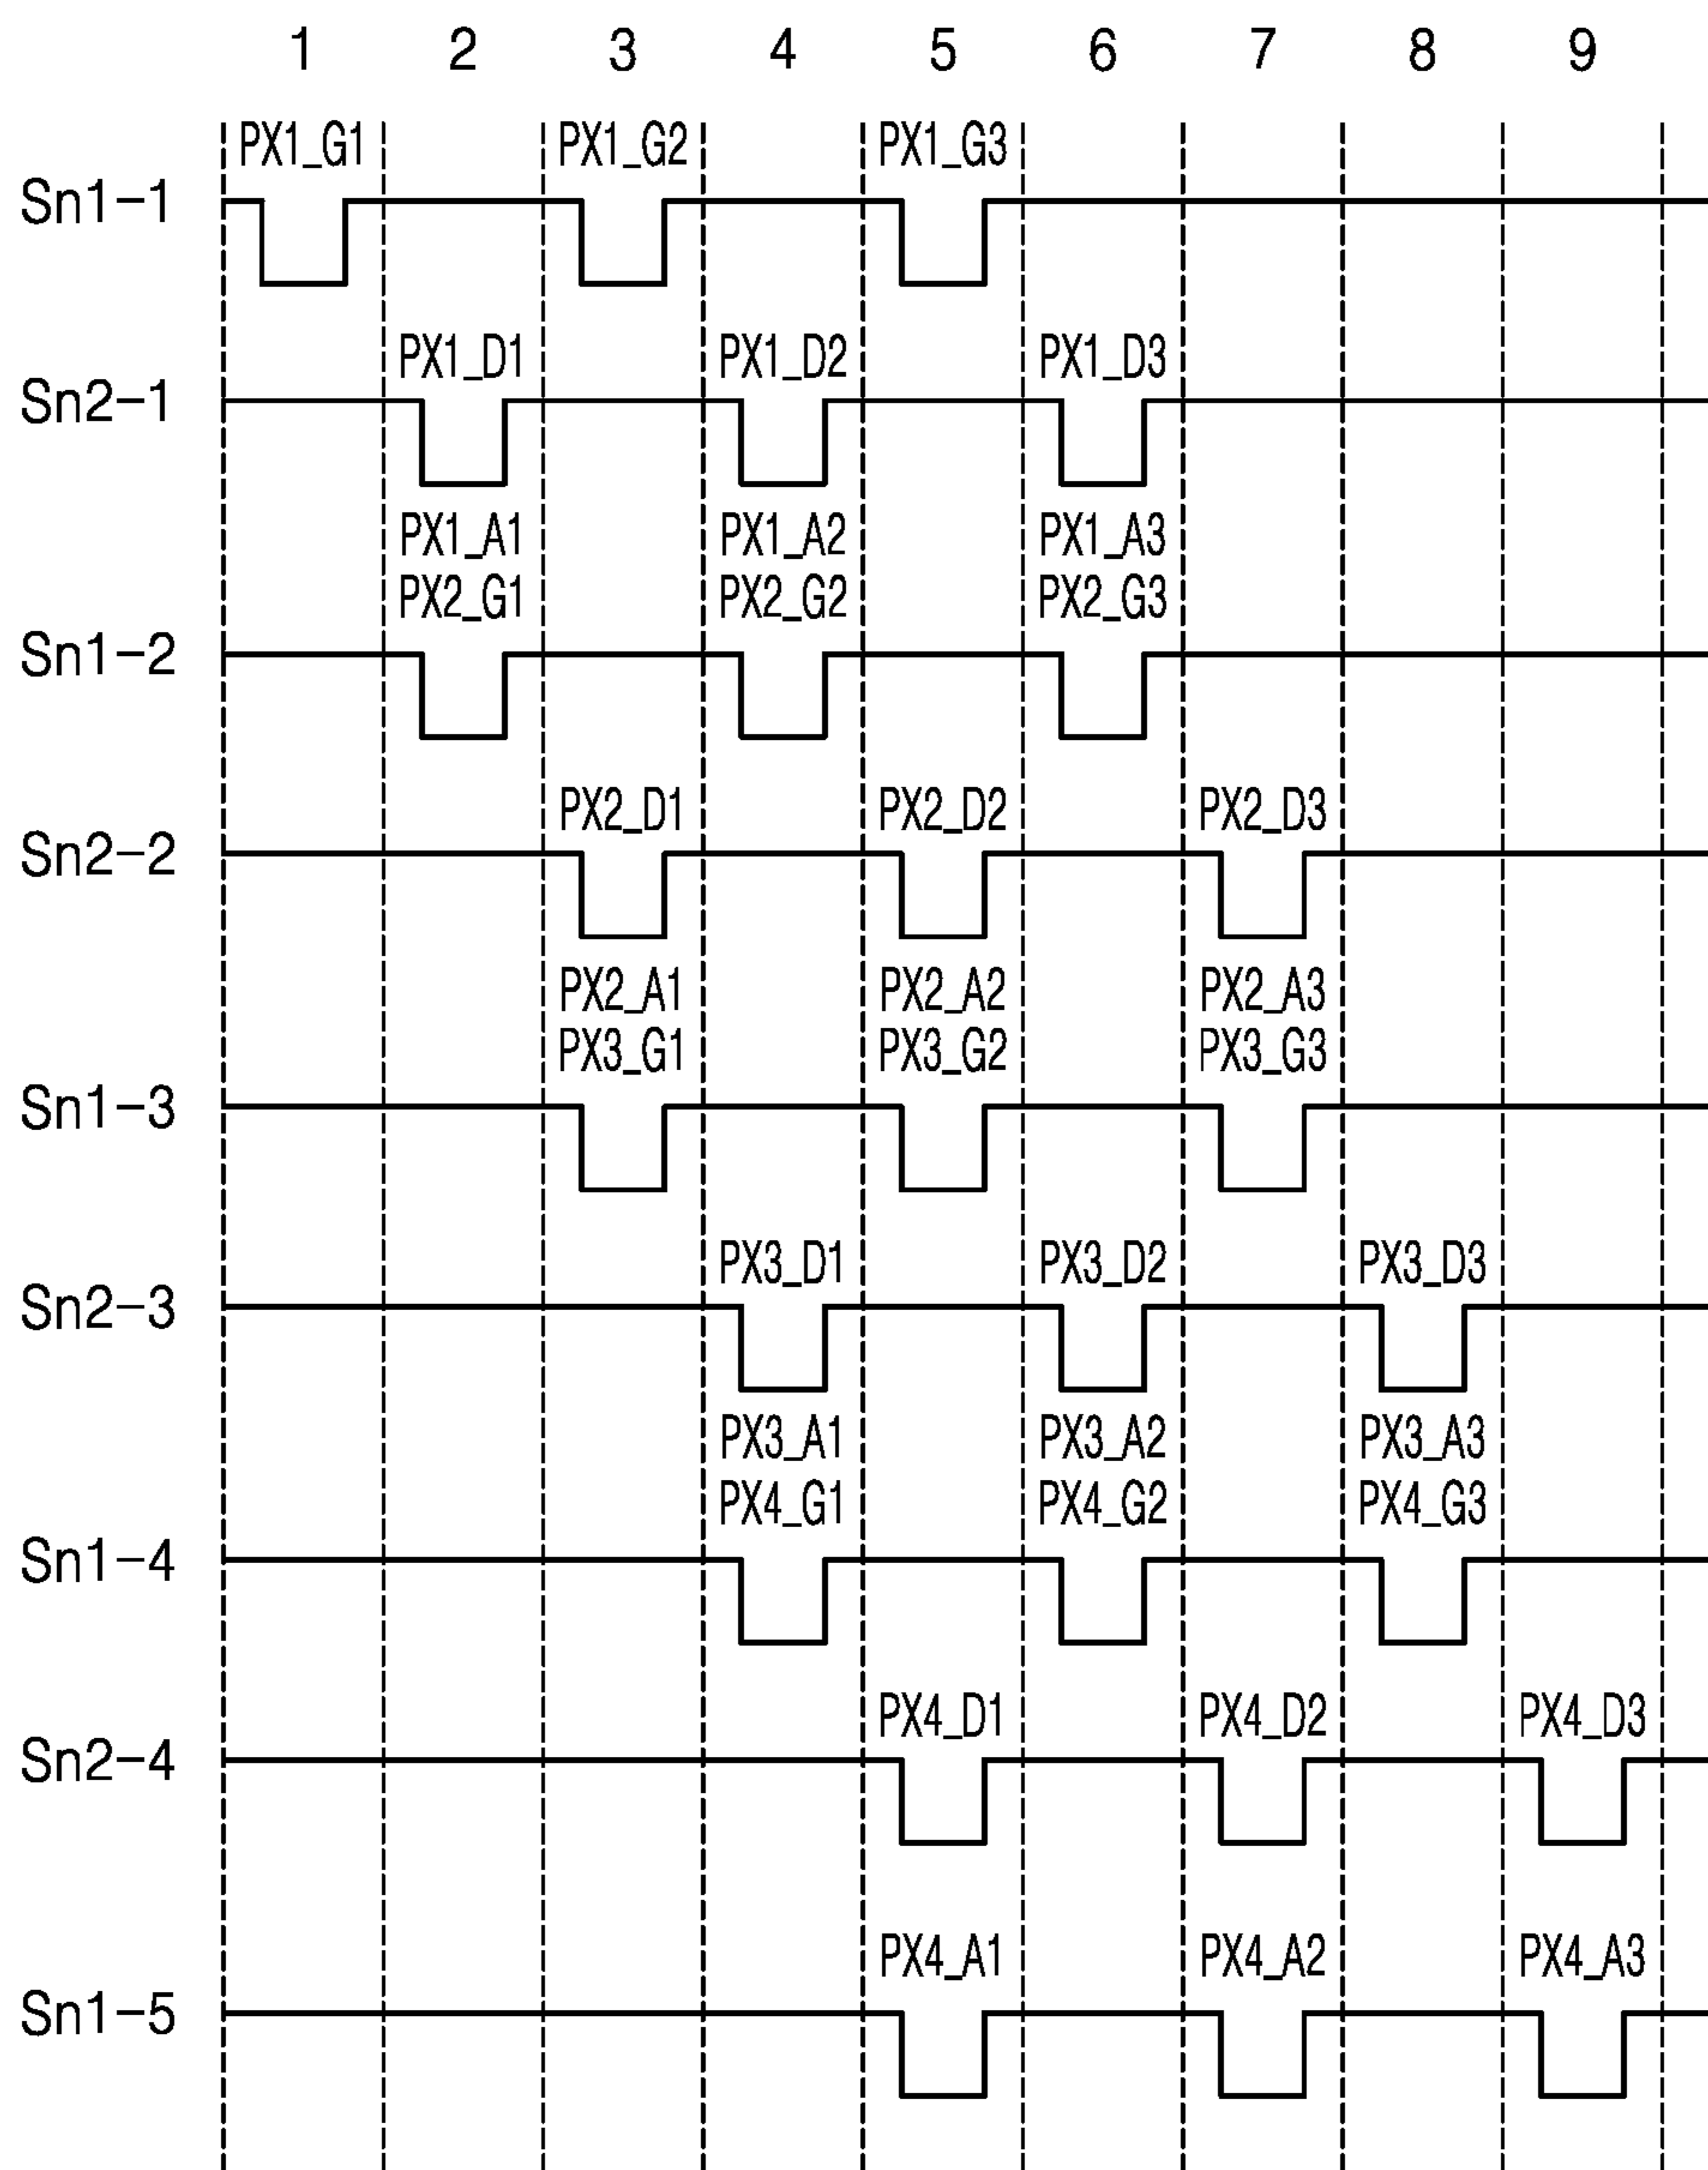 1 2 3 4 5 6 7 8 9
PX1_G1 PX1_G2 PX1_G3
Sn1-1
PX1_D1 PX1_D2 PX1_D3
Sn2-1
PX1_A1 PX1_A2 PX1_A3
PX2_G1 PX2_G2 PX2_G3
Sn1-2
PX2_D1 PX2_D2 PX2_D3
Sn2-2
PX2_A1 PX2_A2 PX2_A3
PX3_G1 PX3_G2 PX3_G3
Sn1-3
PX3_D1 PX3_D2 PX3_D3
Sn2-3
PX3_A1 PX3_A2 PX3_A3
PX4_G1 PX4_G2 PX4_G3
Sn1-4
PX4_D1 PX4_D2 PX4_D3
Sn2-4
PX4_A1 PX4_A2 PX4_A3
Sn1-5